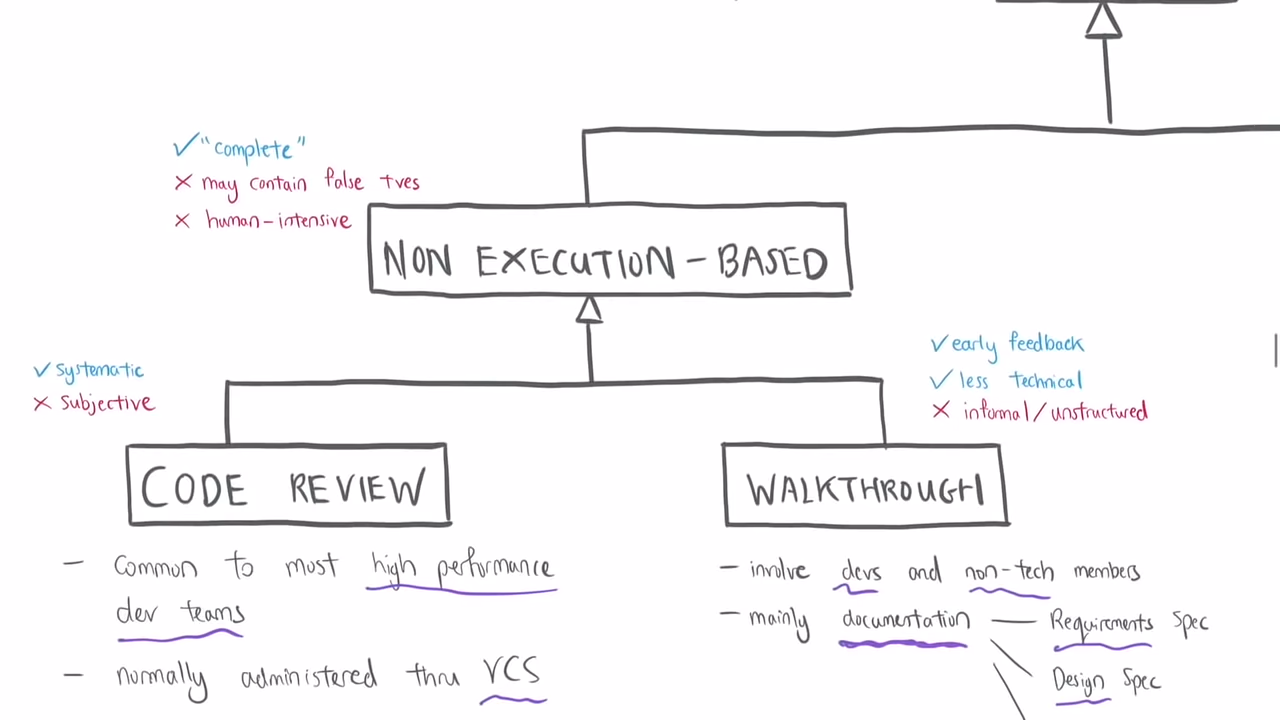 ✓ "complete"
✗ may contain false +ves
✗ human-intensive
NON EXECUTION-BASED
✓ systematic
✗ subjective
CODE REVIEW
- Common to most high performance
dev teams
- normally administered thru VCS
✓ early feedback
✓ less technical
✗ informal/unstructured
WALKTHROUGH
- involve devs and non-tech members
- mainly documentation — Requirements Spec
Design Spec